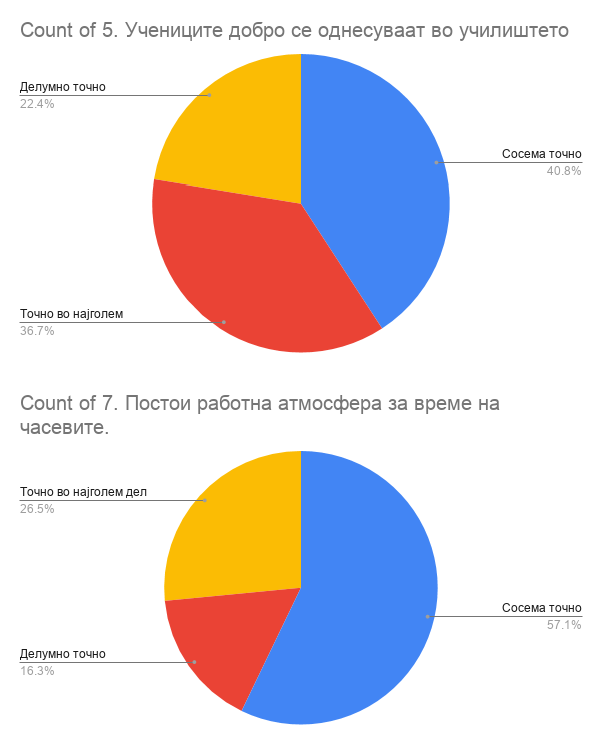 Count of 5. Учениците добро се однесуваат во училиштето
Делумно точно
22.4%
Сосема точно
40.8%
Точно во најголем
36.7%
Count of 7. Постои работна атмосфера за време на
часевите.
Точно во најголем дел
26.5%
Сосема точно
57.1%
Делумно точно
16.3%